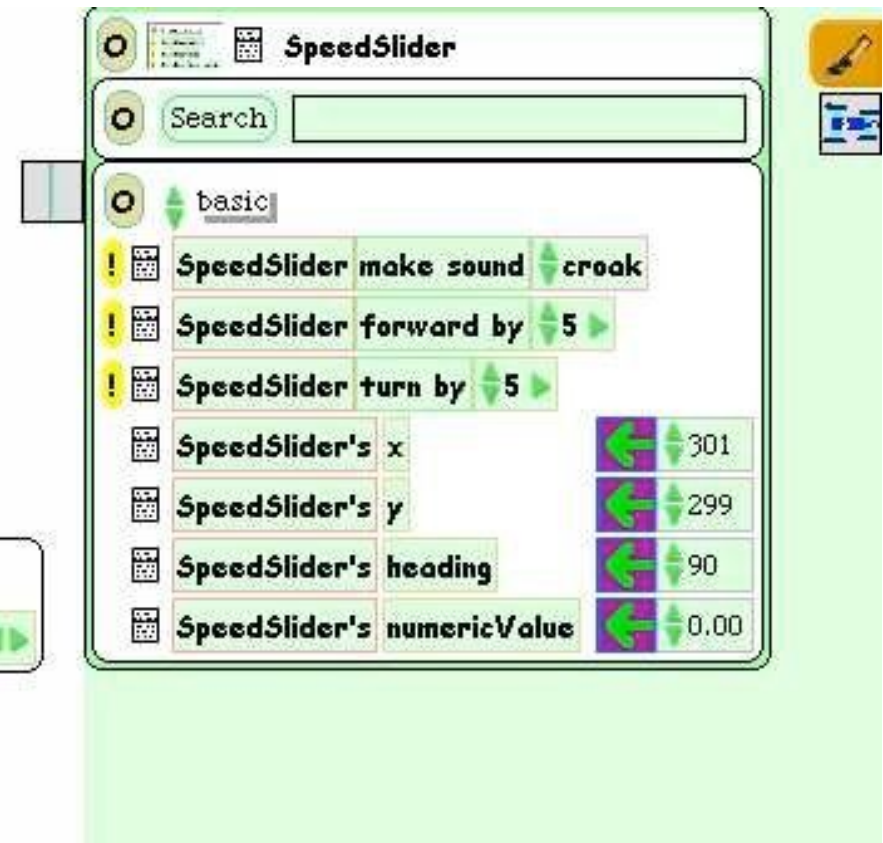 SpeedSlider
Search
basic
! SpeedSlider make sound croak
! SpeedSlider forward by 5
! SpeedSlider turn by 5
SpeedSlider's x 301
SpeedSlider's y 299
SpeedSlider's heading 90
SpeedSlider's numericValue 0.00